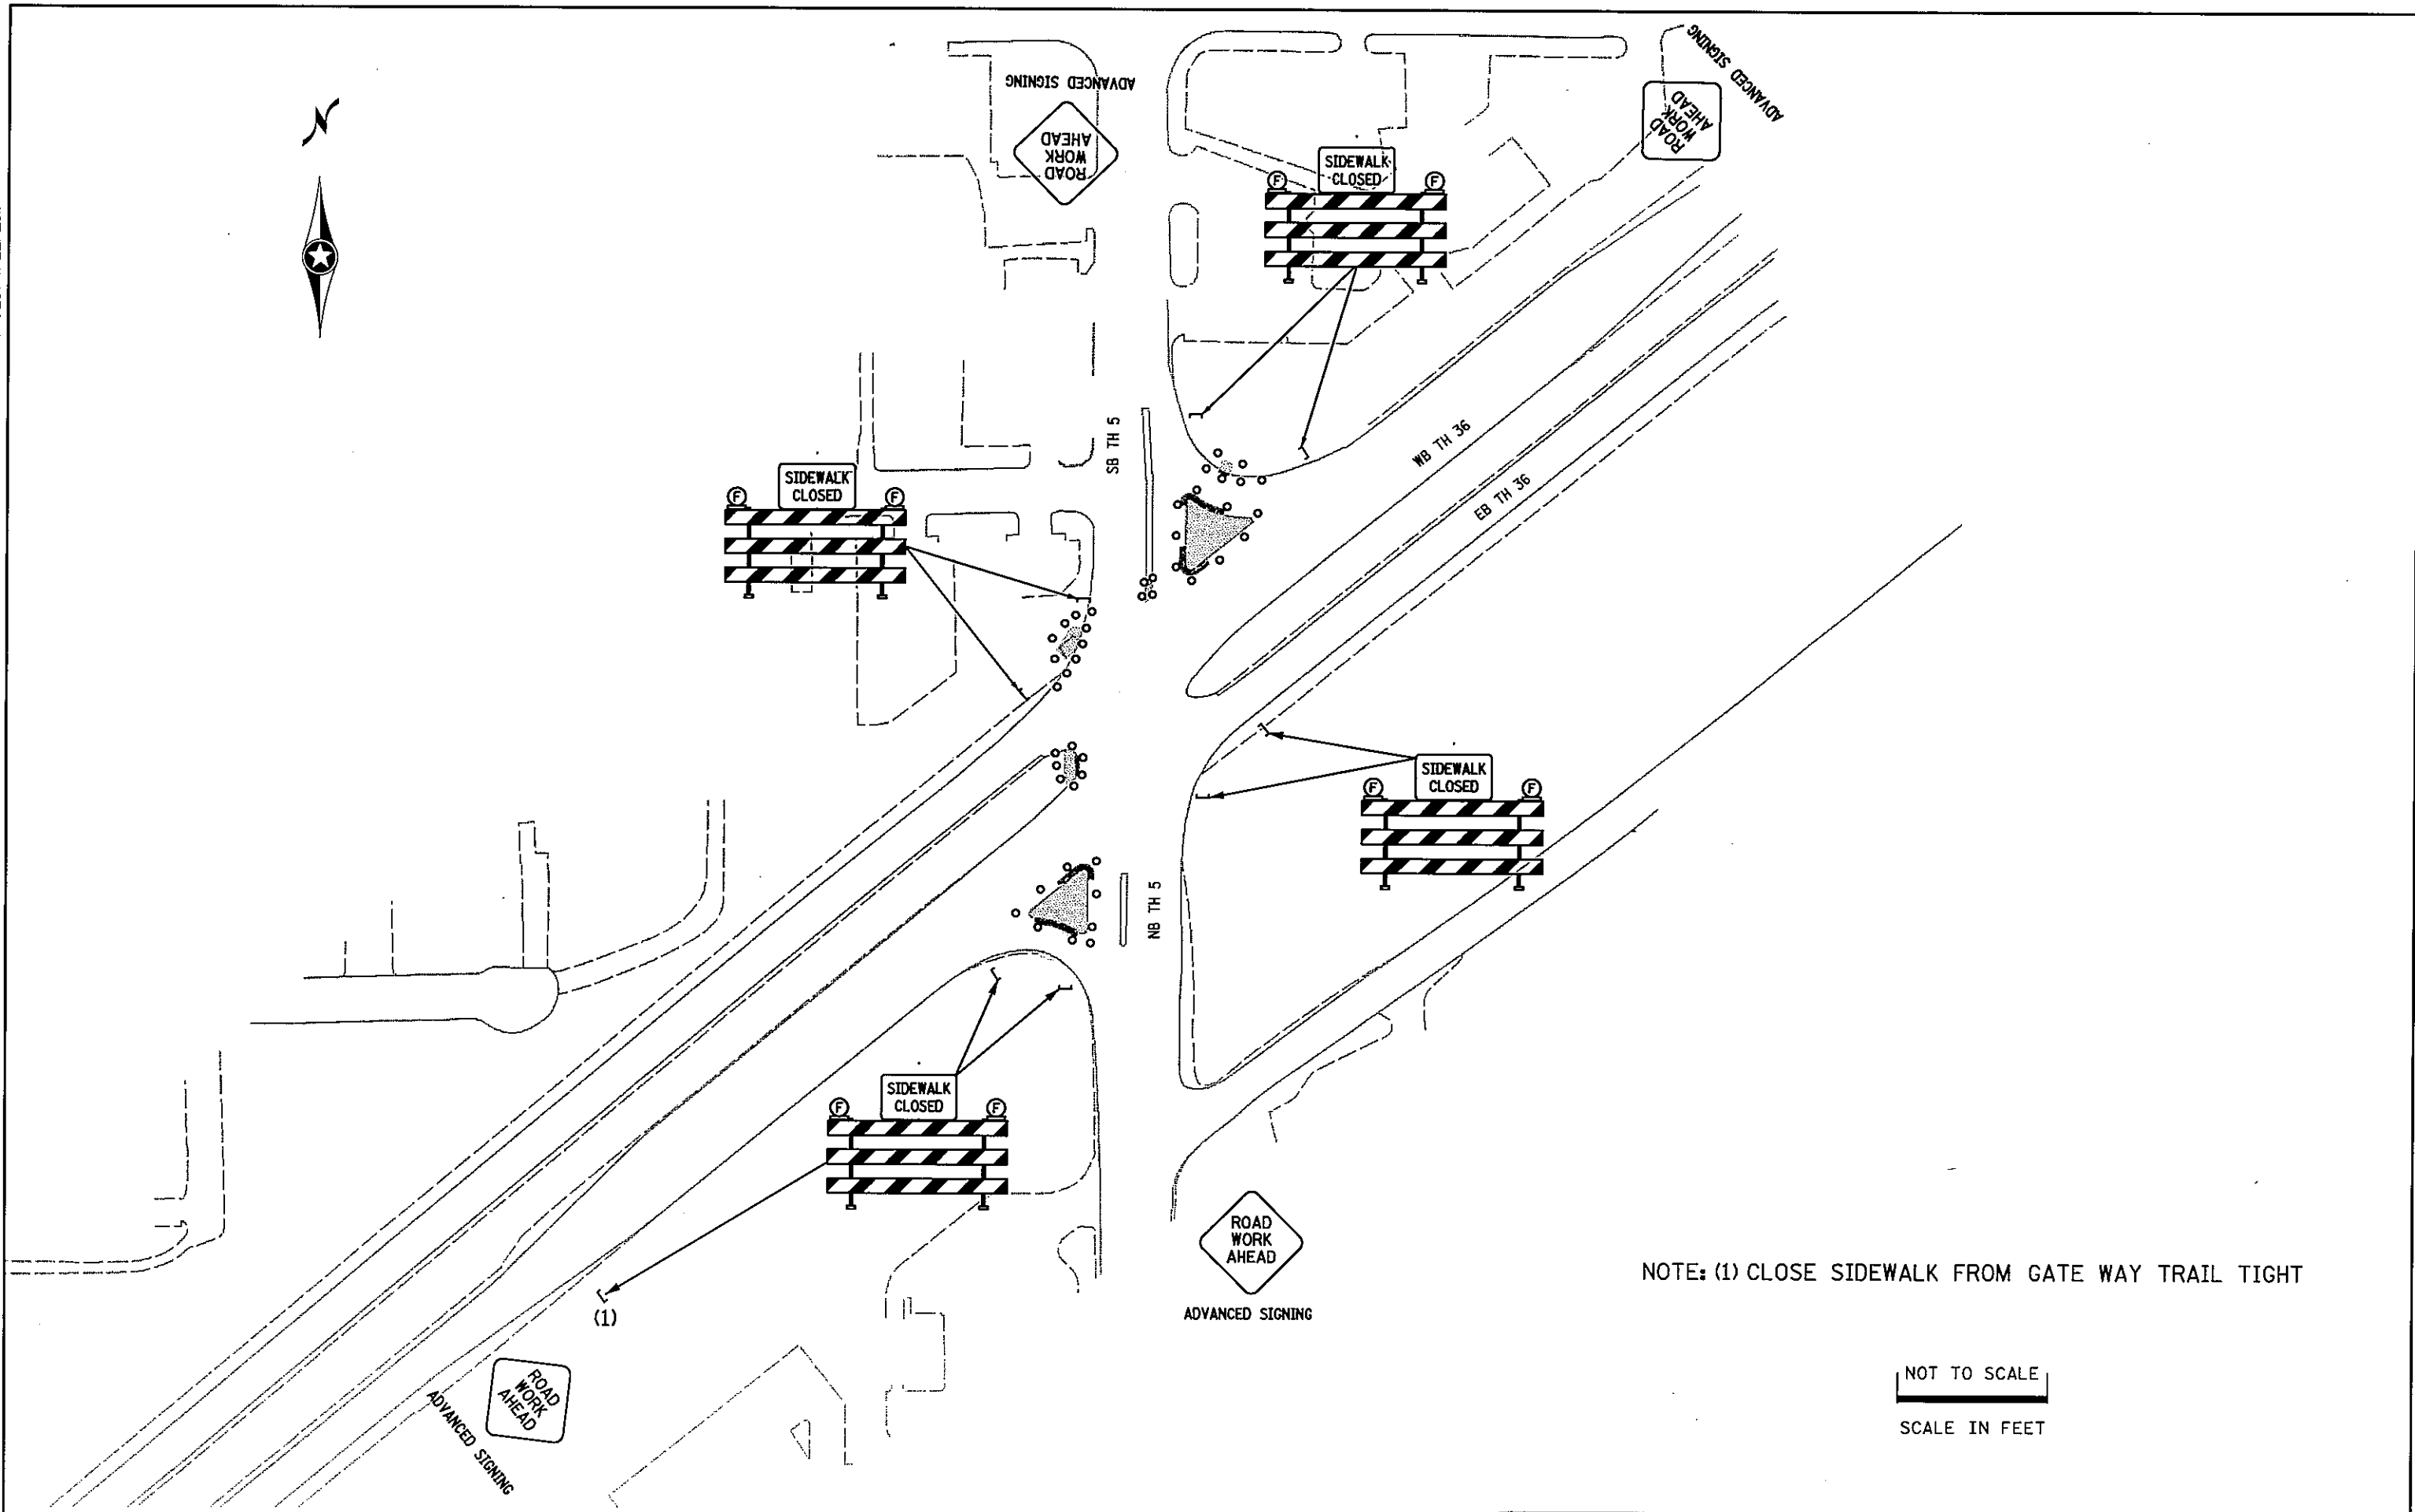 N
ADVANCED SIGNING
ROAD
WORK
AHEAD
ADVANCED SIGNING
ROAD
WORK
AHEAD
SIDEWALK
CLOSED
F
F
SB TH 5
WB TH 36
EB TH 36
SIDEWALK
CLOSED
F
F
SIDEWALK
CLOSED
F
F
NB TH 5
SIDEWALK
CLOSED
F
F
(1)
ROAD
WORK
AHEAD
ADVANCED SIGNING
ROAD
WORK
AHEAD
ADVANCED SIGNING
NOTE: (1) CLOSE SIDEWALK FROM GATE WAY TRAIL TIGHT
NOT TO SCALE
SCALE IN FEET